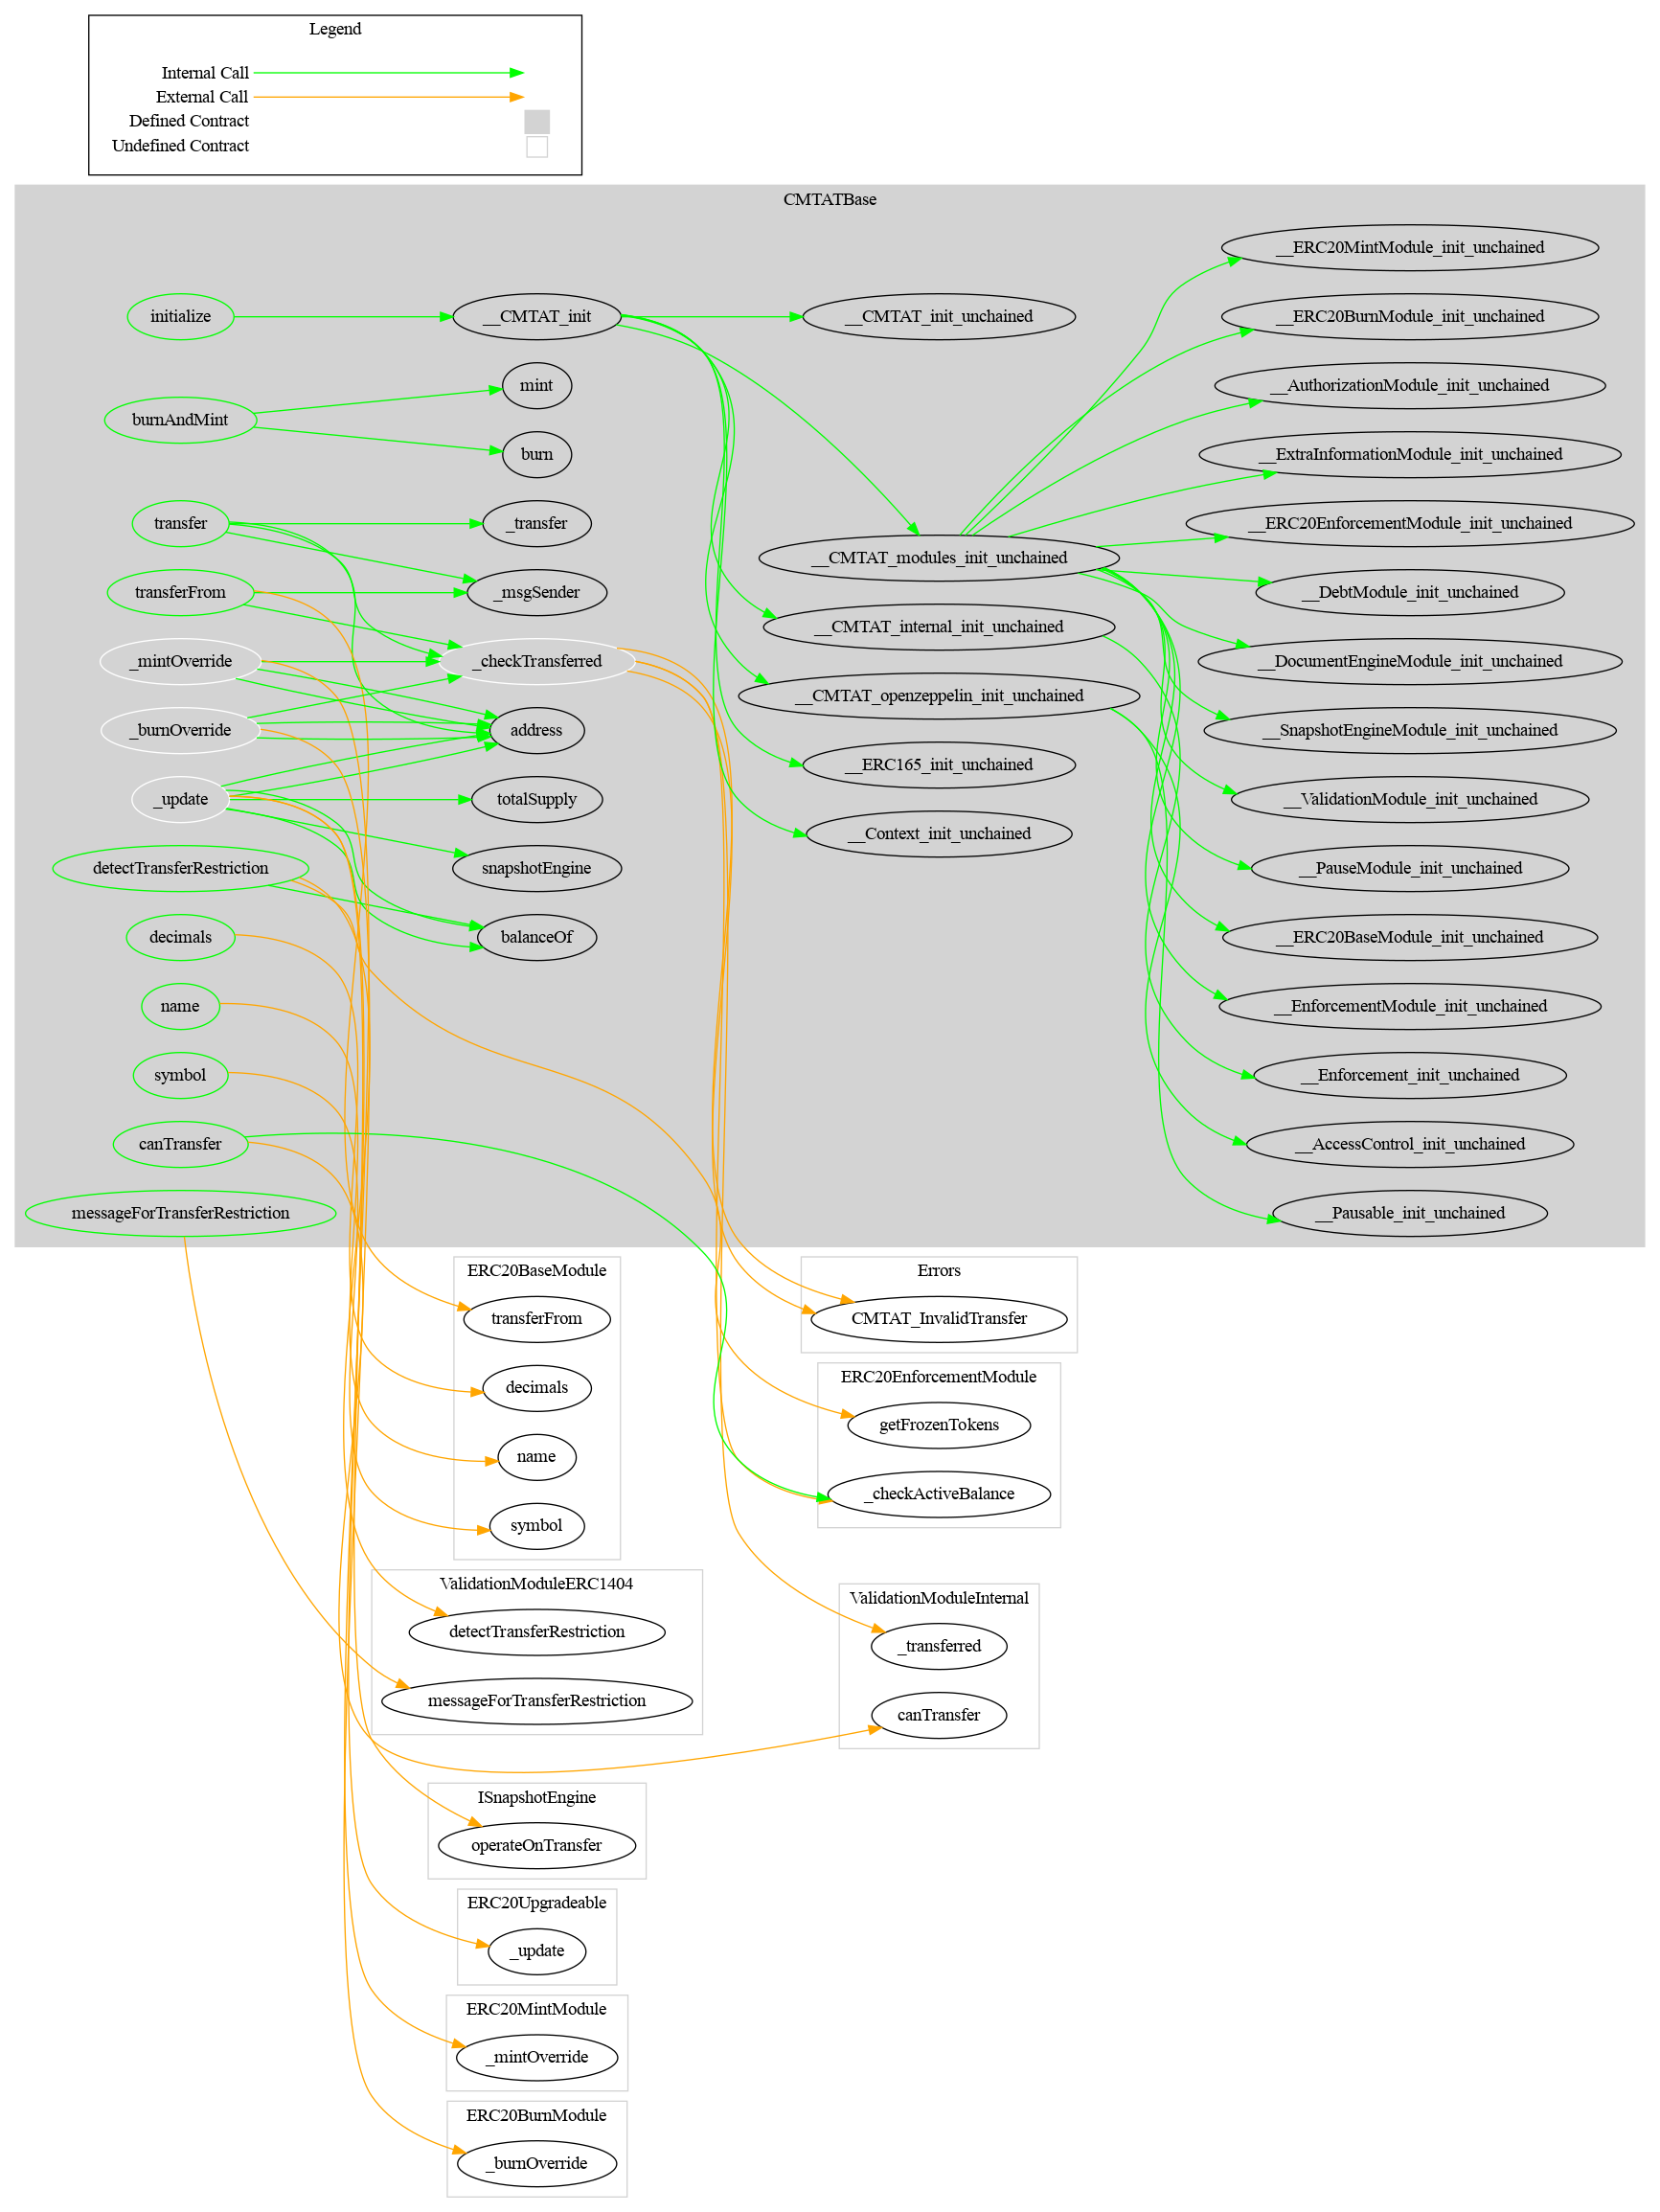 Legend
Internal Call
External Call
Defined Contract
Undefined Contract
CMTATBase
initialize
burnAndMint
transfer
transferFrom
_mintOverride
_burnOverride
_update
detectTransferRestriction
decimals
name
symbol
canTransfer
messageForTransferRestriction
__CMTAT_init
mint
burn
_transfer
_msgSender
_checkTransferred
address
totalSupply
snapshotEngine
balanceOf
__CMTAT_init_unchained
__CMTAT_modules_init_unchained
__CMTAT_internal_init_unchained
__CMTAT_openzeppelin_init_unchained
__ERC165_init_unchained
__Context_init_unchained
__ERC20MintModule_init_unchained
__ERC20BurnModule_init_unchained
__AuthorizationModule_init_unchained
__ExtraInformationModule_init_unchained
__ERC20EnforcementModule_init_unchained
__DebtModule_init_unchained
__DocumentEngineModule_init_unchained
__SnapshotEngineModule_init_unchained
__ValidationModule_init_unchained
__PauseModule_init_unchained
__ERC20BaseModule_init_unchained
__EnforcementModule_init_unchained
__Enforcement_init_unchained
__AccessControl_init_unchained
__Pausable_init_unchained
ERC20BaseModule
transferFrom
decimals
name
symbol
Errors
CMTAT_InvalidTransfer
ERC20EnforcementModule
getFrozenTokens
_checkActiveBalance
ValidationModuleERC1404
detectTransferRestriction
messageForTransferRestriction
ValidationModuleInternal
_transferred
canTransfer
ISnapshotEngine
operateOnTransfer
ERC20Upgradeable
_update
ERC20MintModule
_mintOverride
ERC20BurnModule
_burnOverride